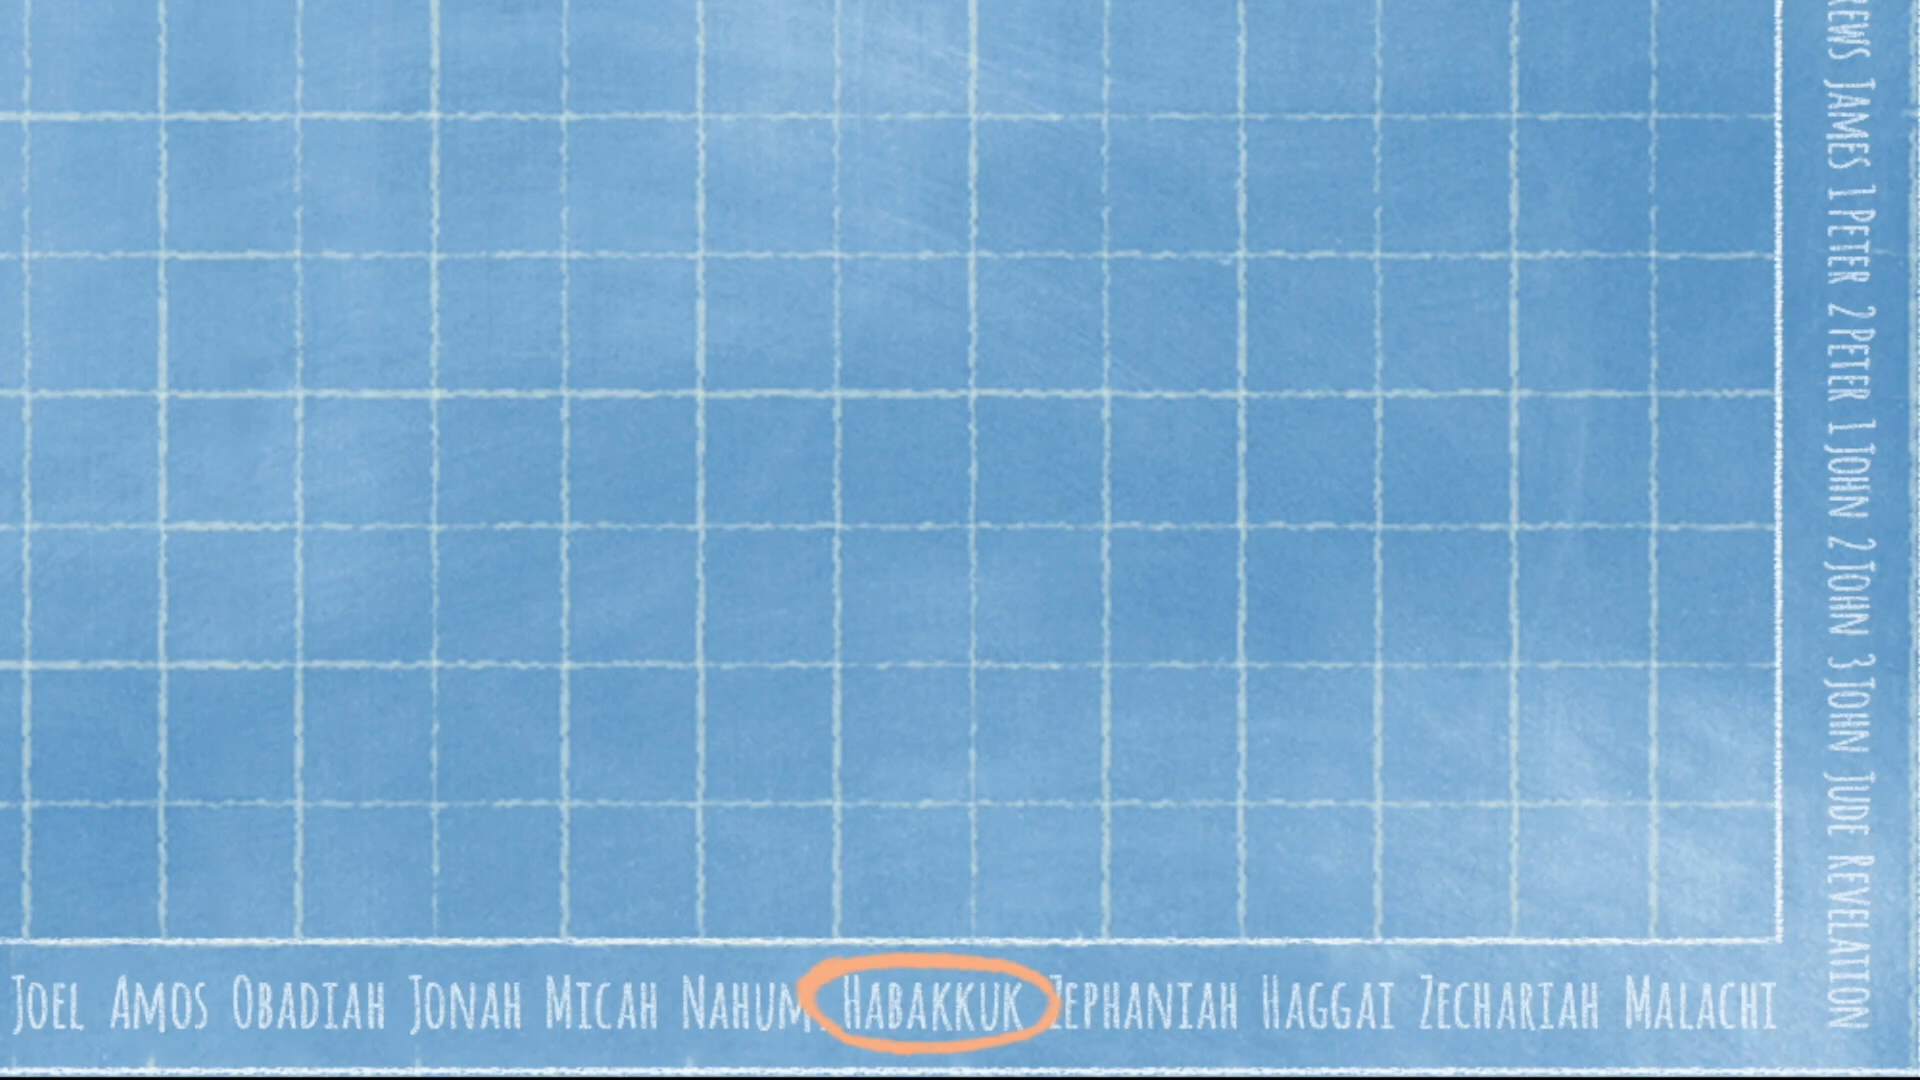 Joel Amos Obadiah Jonah Micah Nahum Habakkuk Zephaniah Haggai Zechariah Malachi
James 1 Peter 2 Peter 1 John 2 John 3 John Jude Revelation